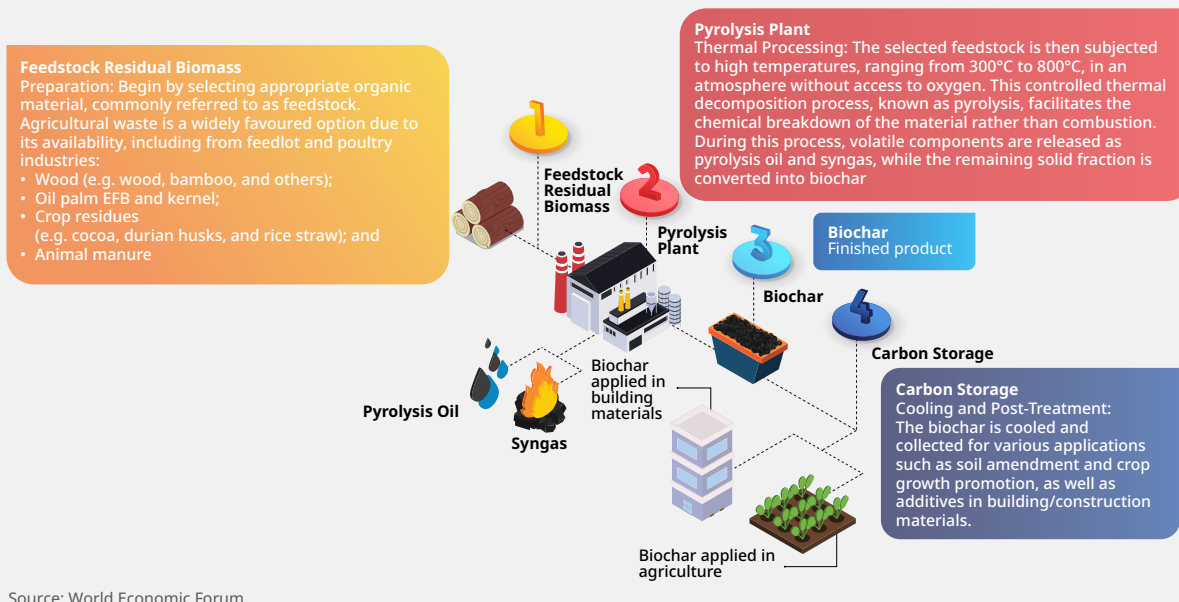 Feedstock Residual Biomass
Preparation: Begin by selecting appropriate organic
material, commonly referred to as feedstock.
Agricultural waste is a widely favoured option due to
its availability, including from feedlot and poultry
industries:
• Wood (e.g. wood, bamboo, and others);
• Oil palm EFB and kernel;
• Crop residues
(e.g. cocoa, durian husks, and rice straw); and
• Animal manure
1
Feedstock
Residual
Biomass
Pyrolysis Plant
Thermal Processing: The selected feedstock is then subjected
to high temperatures, ranging from 300°C to 800°C, in an
atmosphere without access to oxygen. This controlled thermal
decomposition process, known as pyrolysis, facilitates the
chemical breakdown of the material rather than combustion.
During this process, volatile components are released as
pyrolysis oil and syngas, while the remaining solid fraction is
converted into biochar
2
Pyrolysis
Plant
3
Biochar
Biochar
Finished product
4
Carbon Storage
Carbon Storage
Cooling and Post-Treatment:
The biochar is cooled and
collected for various applications
such as soil amendment and crop
growth promotion, as well as
additives in building/construction
materials.
Pyrolysis Oil
Syngas
Biochar
applied in
building
materials
Biochar applied in
agriculture
Source: World Economic Forum